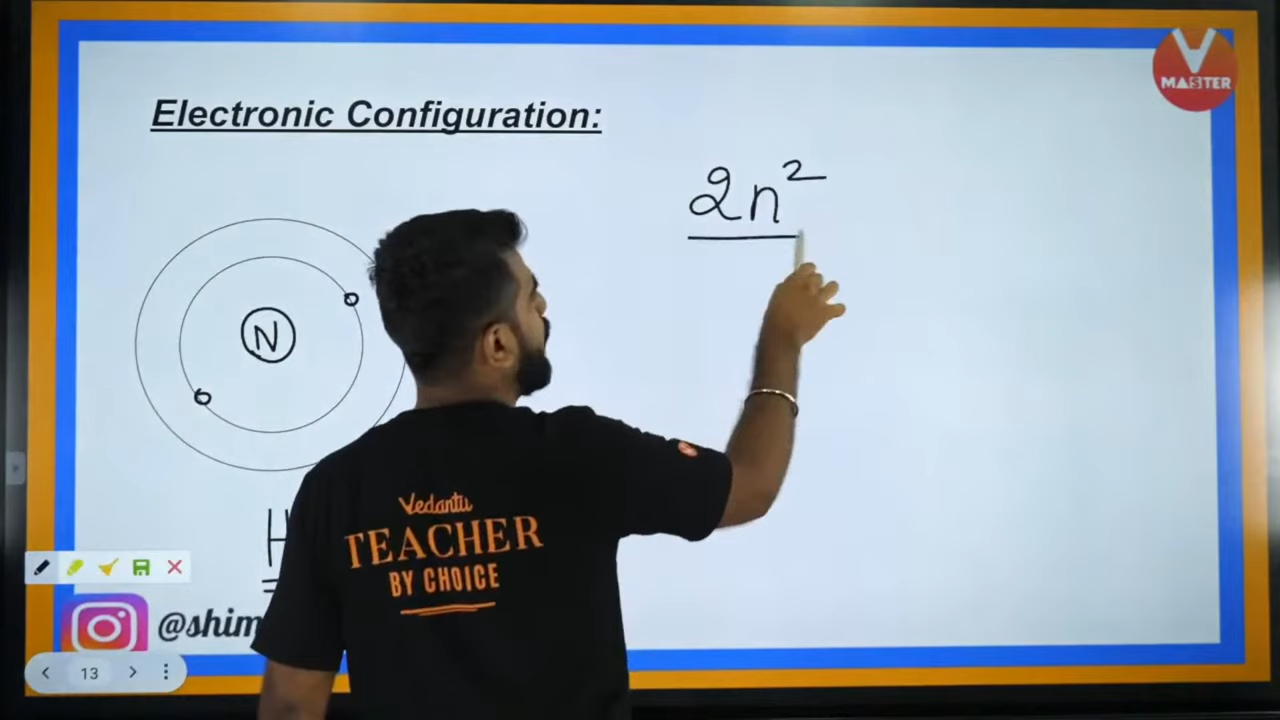 MASTER
Electronic Configuration:
2n²
N
H
Vedantu
TEACHER
BY CHOICE
@shim
13